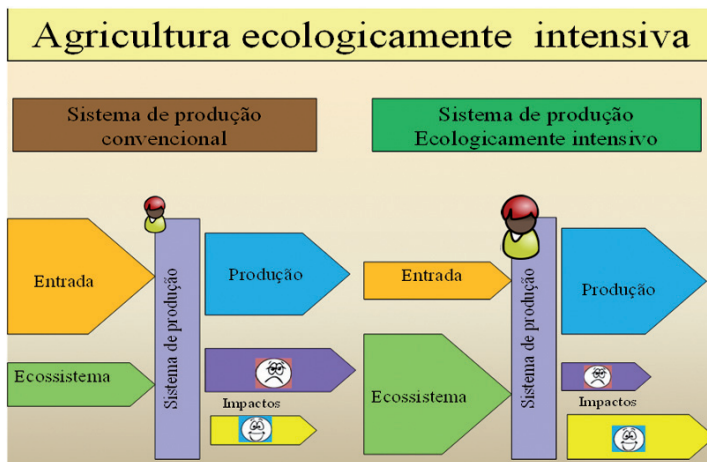 Agricultura ecologicamente intensiva
Sistema de produção
convencional
Sistema de produção
Ecologicamente intensivo
Entrada
Ecossistema
Sistema de produção
Produção
Impactos
Entrada
Ecossistema
Sistema de produção
Produção
Impactos